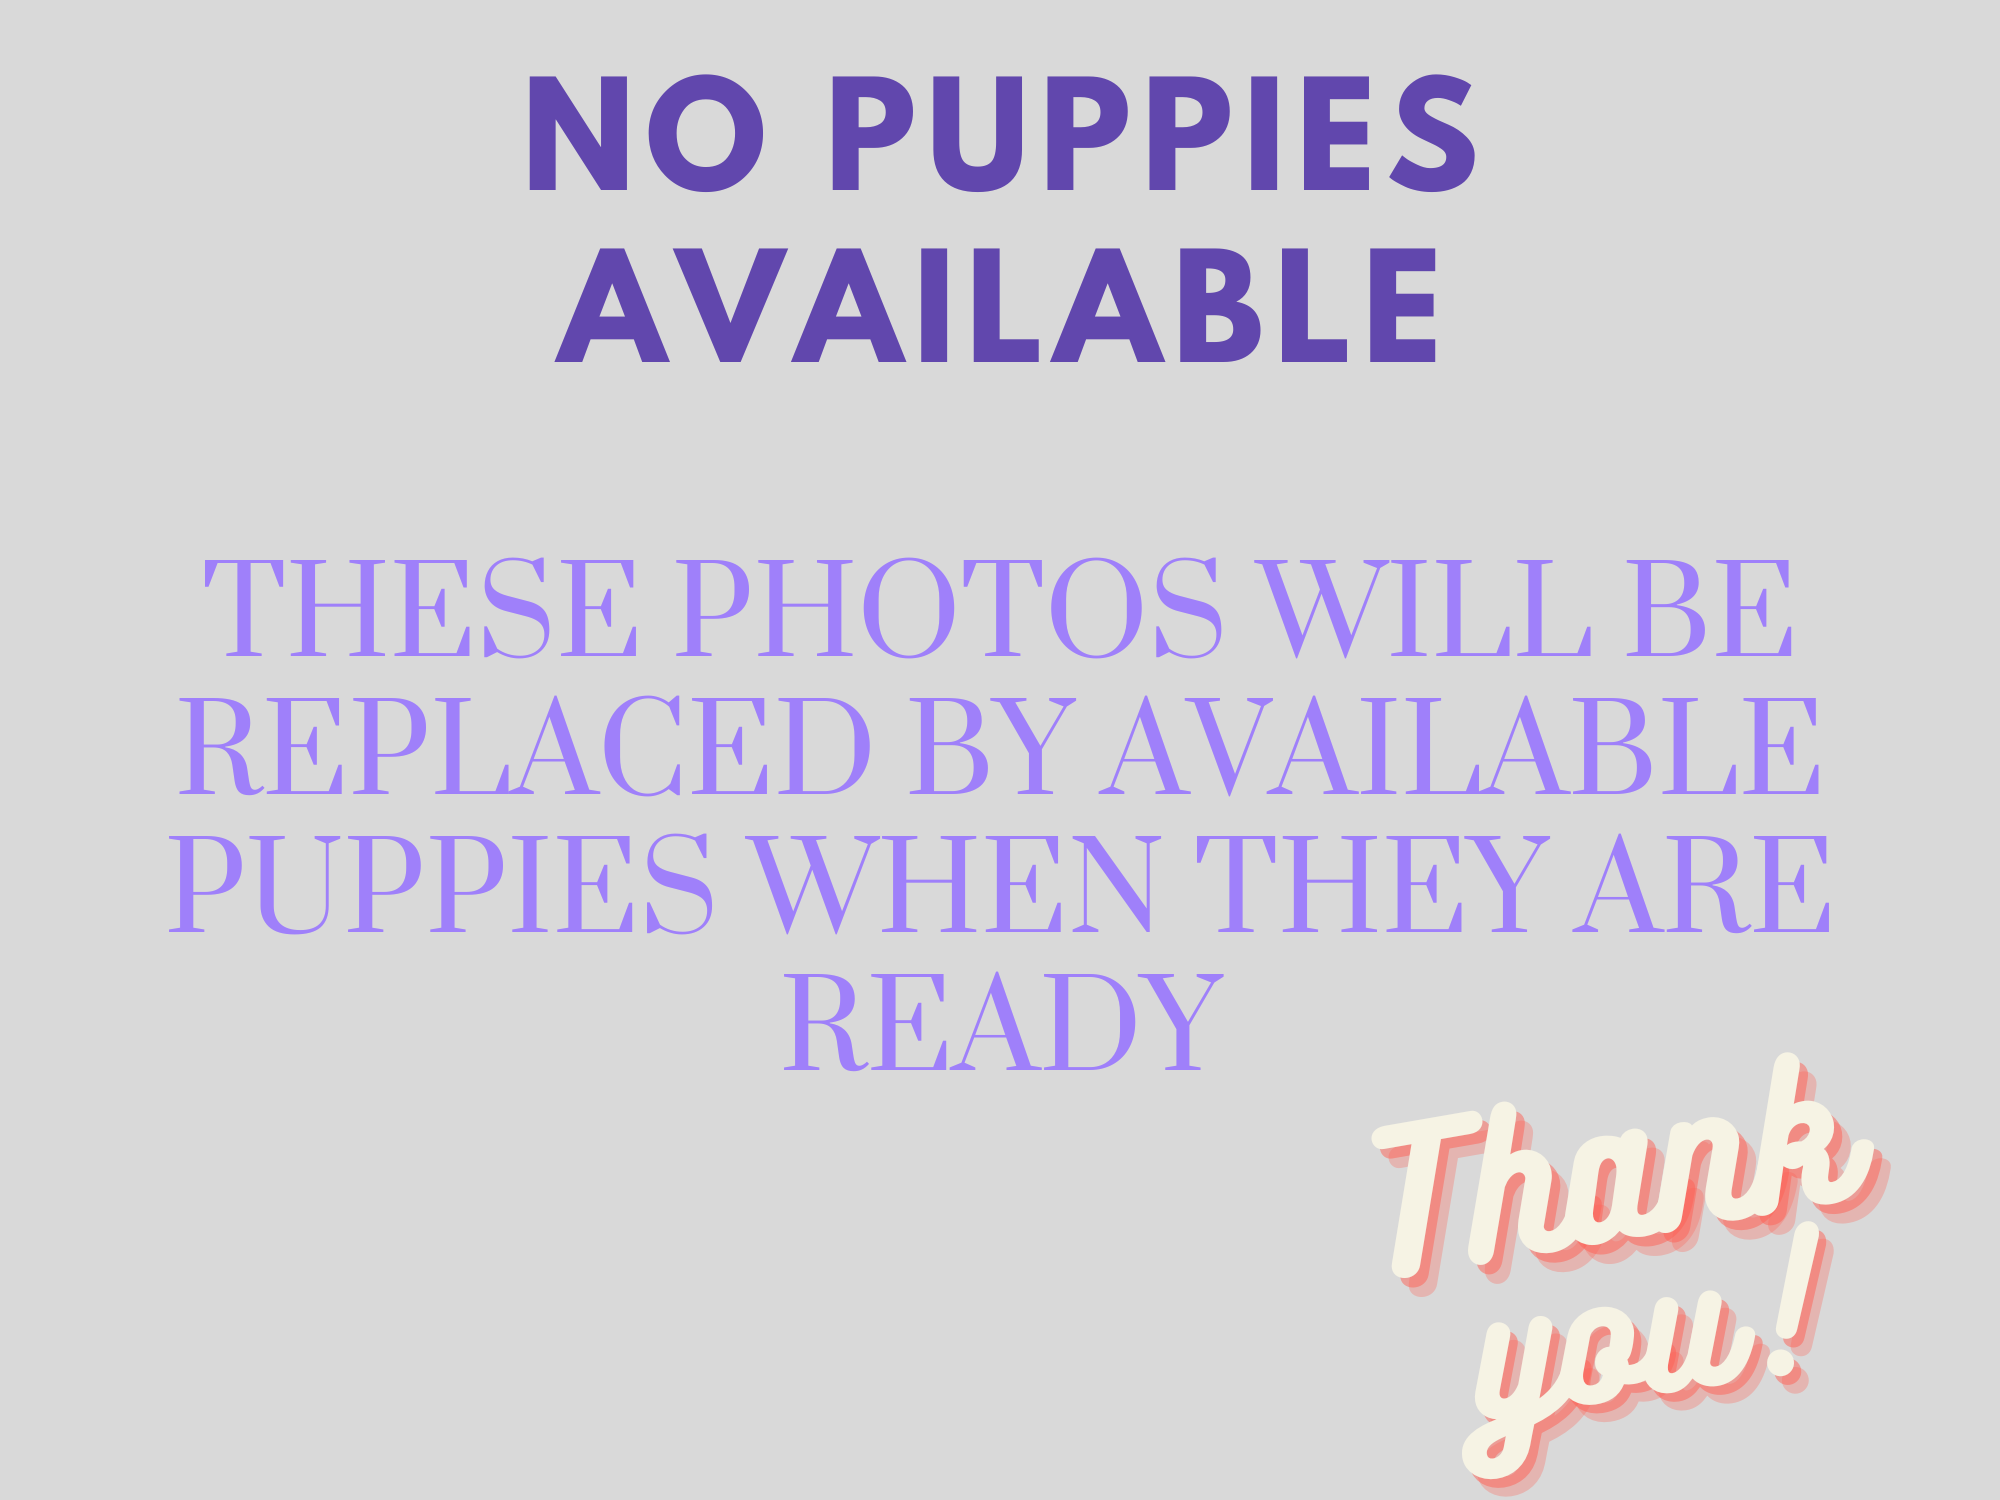 NO PUPPIES
AVAILABLE
THESE PHOTOS WILL BE
REPLACED BY AVAILABLE
PUPPIES WHEN THEY ARE
READY
Thank
you!